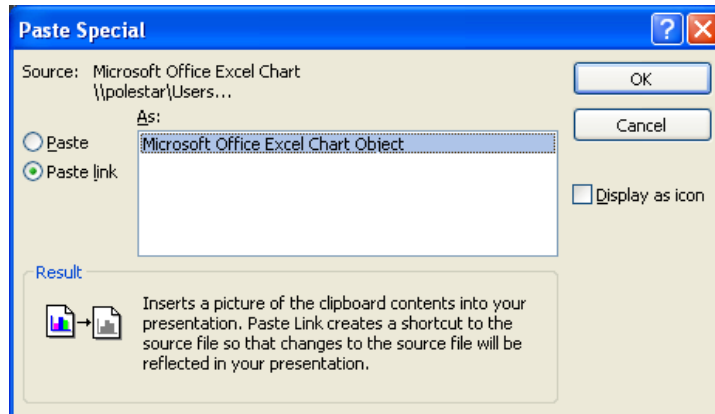 Paste Special
Source: Microsoft Office Excel Chart
\\polestar\Users...
As:
Paste
Paste link
Microsoft Office Excel Chart Object
OK
Cancel
Display as icon
Result
Inserts a picture of the clipboard contents into your
presentation. Paste Link creates a shortcut to the
source file so that changes to the source file will be
reflected in your presentation.